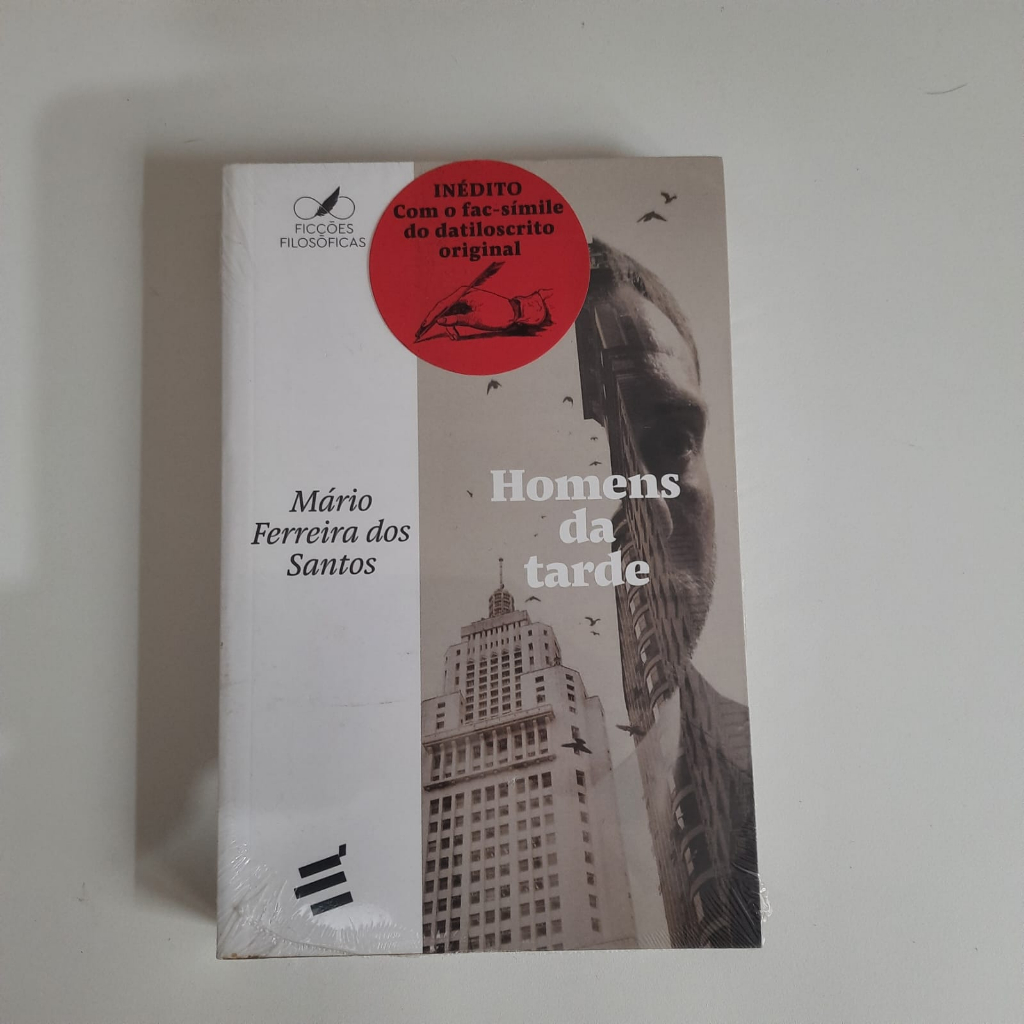 FICÇÕES
FILOSÓFICAS
INÉDITO
Com o fac-símile
do datiloscrito
original
Mário
Ferreira dos
Santos
Homens
da
tarde